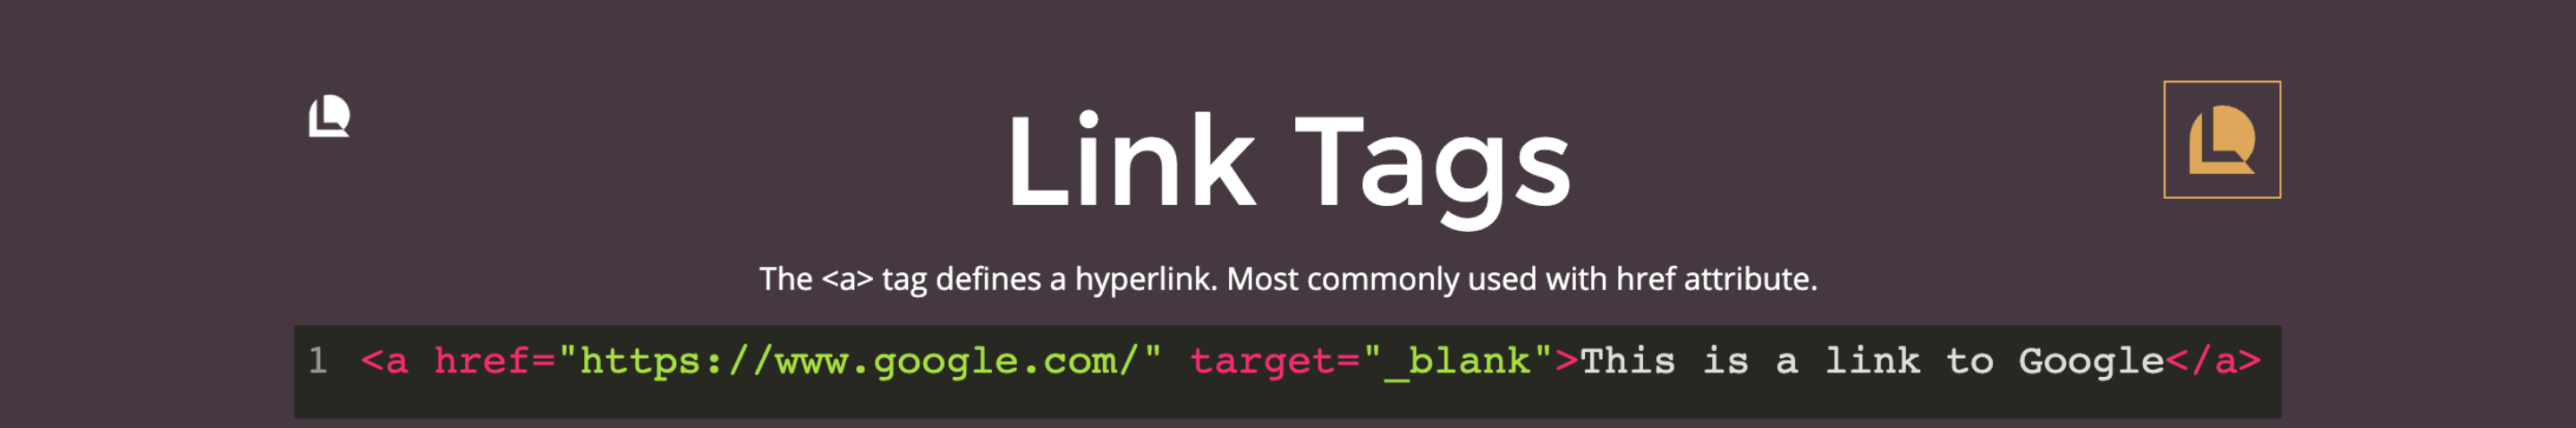 Link Tags
The <a> tag defines a hyperlink. Most commonly used with href attribute.
1 <a href="https://www.google.com/" target="_blank">This is a link to Google</a>